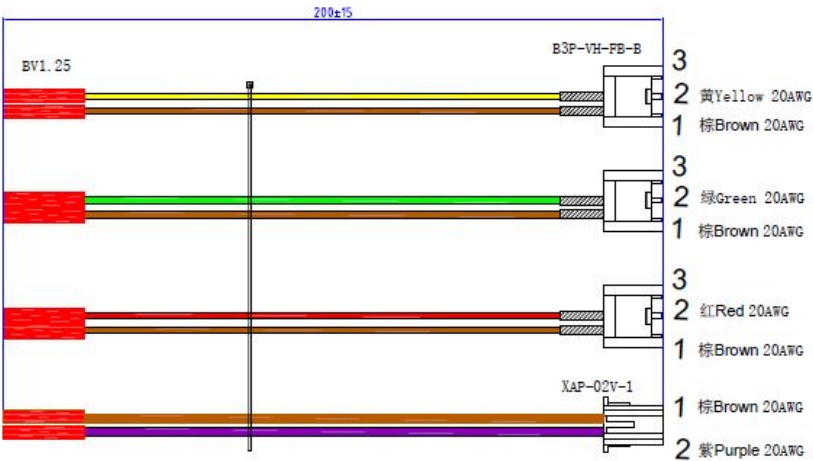 200±15
BV1.25
B3P-VH-FB-B
3
2 黄Yellow 20AWG
1 棕Brown 20AWG
3
2 绿Green 20AWG
1 棕Brown 20AWG
3
2 红Red 20AWG
1 棕Brown 20AWG
XAP-02V-1
1 棕Brown 20AWG
2 紫Purple 20AWG